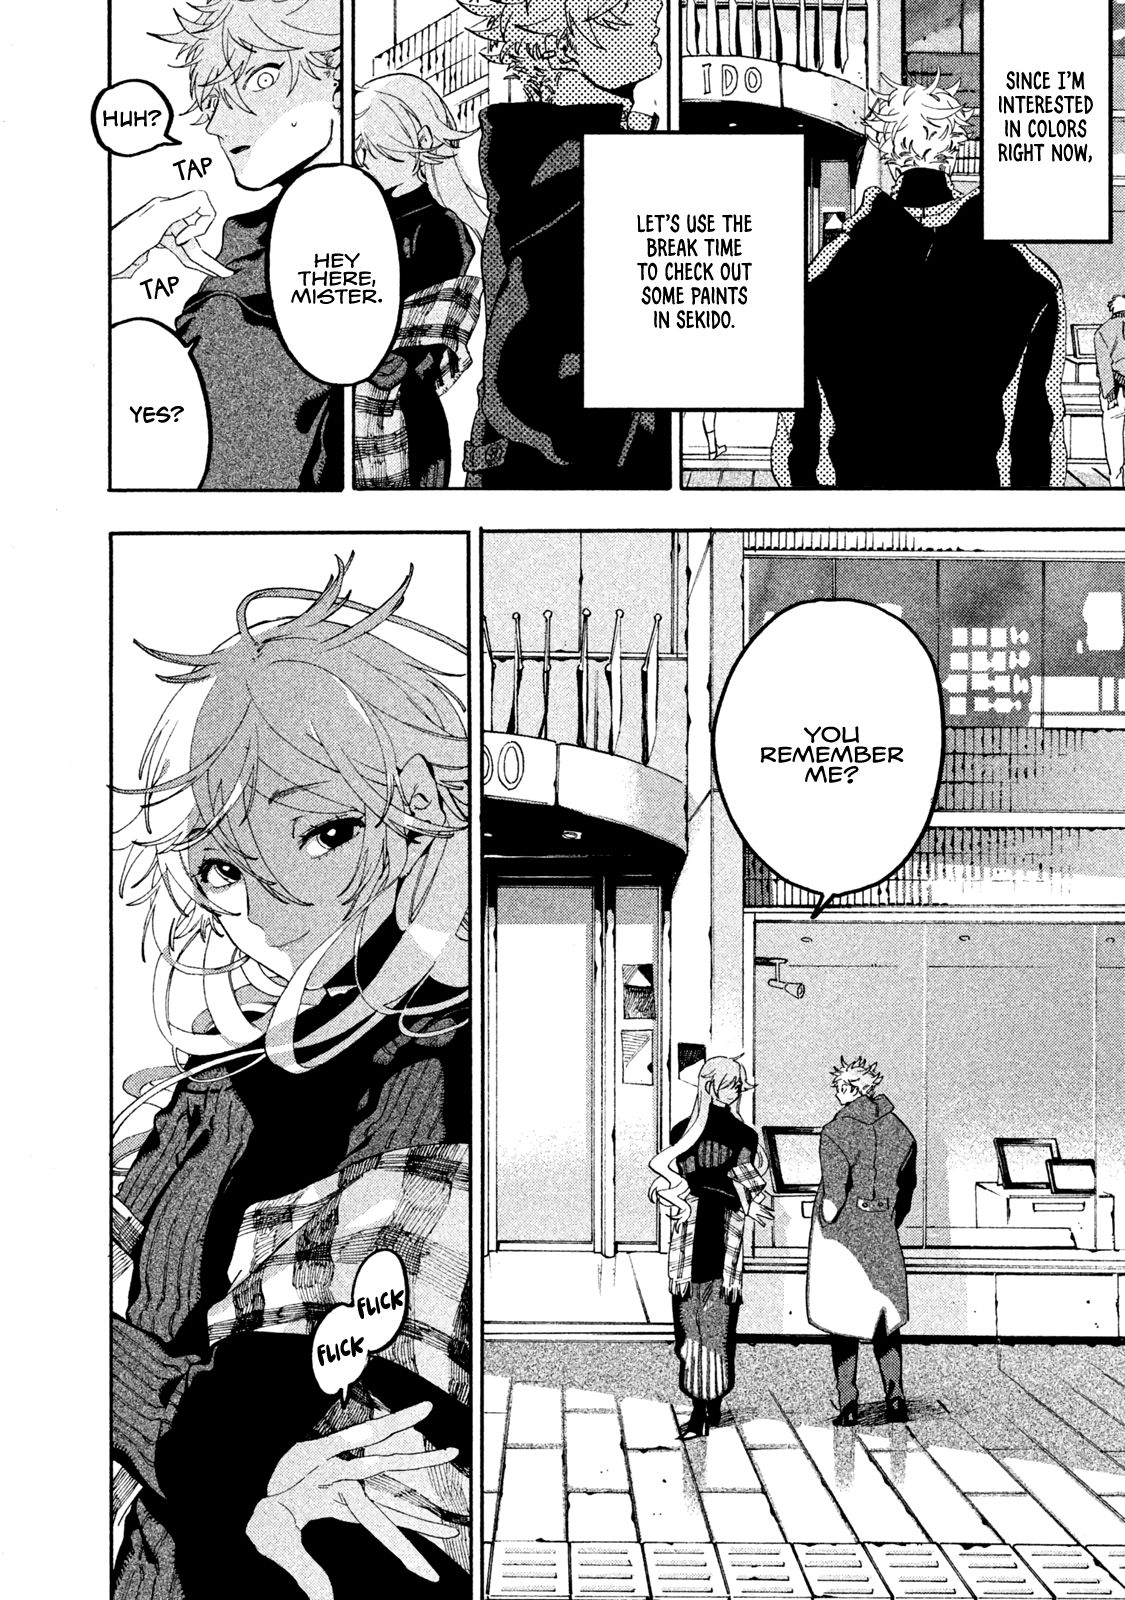 SINCE I'M
INTERESTED
IN COLORS
RIGHT NOW,
IDO
LET'S USE THE
BREAK TIME
TO CHECK OUT
SOME PAINTS
IN SEKIDO.
HEY
THERE,
MISTER.
HUH?
TAP
TAP
YES?
YOU
REMEMBER
ME?
DO
FLICK
FLICK